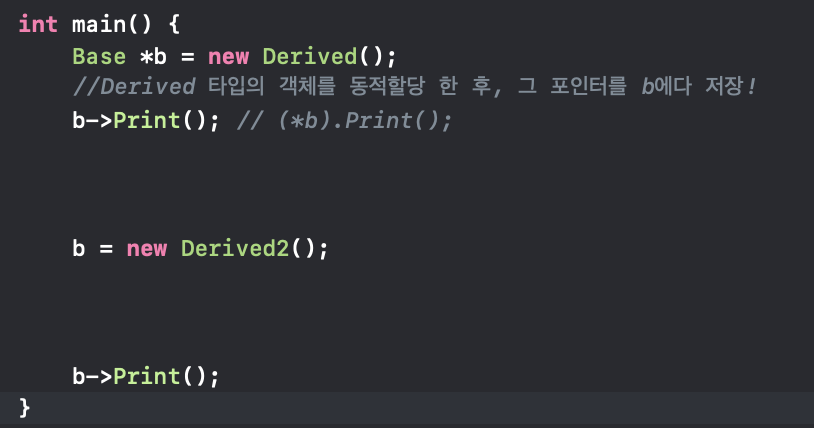 int main() {
Base *b = new Derived();
//Derived 타입의 객체를 동적할당 한 후, 그 포인터를 b에다 저장!
b->Print(); // (*b).Print();
b = new Derived2();
b->Print();
}